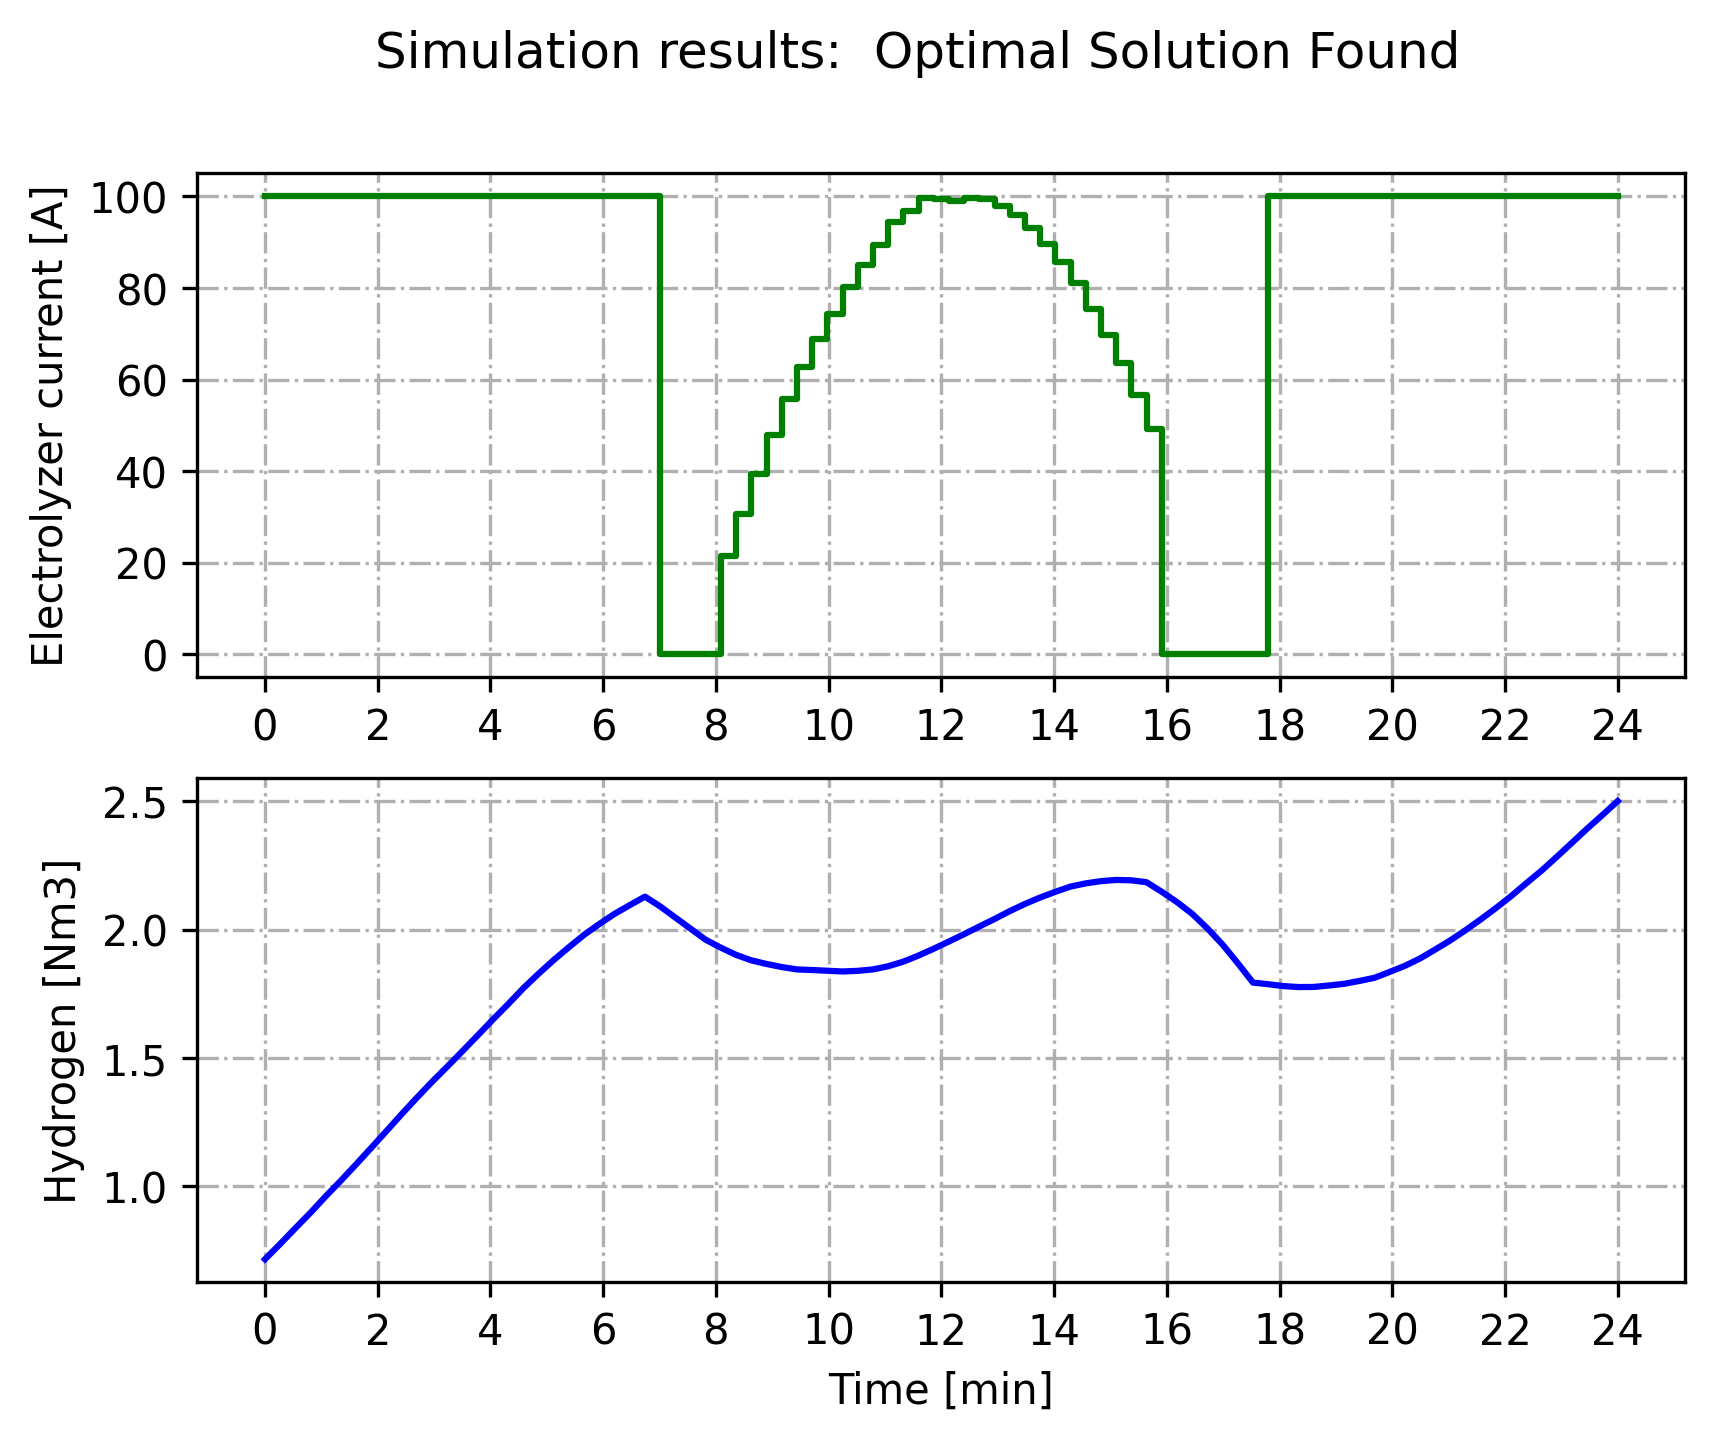 Simulation results:  Optimal Solution Found
Electrolyzer current [A]
100
80
60
40
20
0
0 2 4 6 8 10 12 14 16 18 20 22 24
Hydrogen [Nm3]
2.5
2.0
1.5
1.0
0 2 4 6 8 10 12 14 16 18 20 22 24
Time [min]